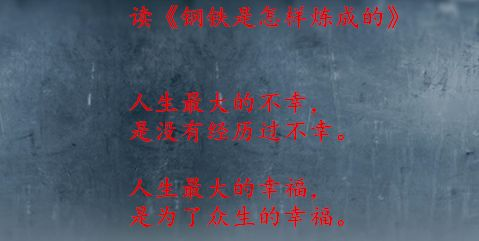 读《钢铁是怎样炼成的》
人生最大的不幸，
是没有经历过不幸。
人生最大的幸福，
是为了众生的幸福。